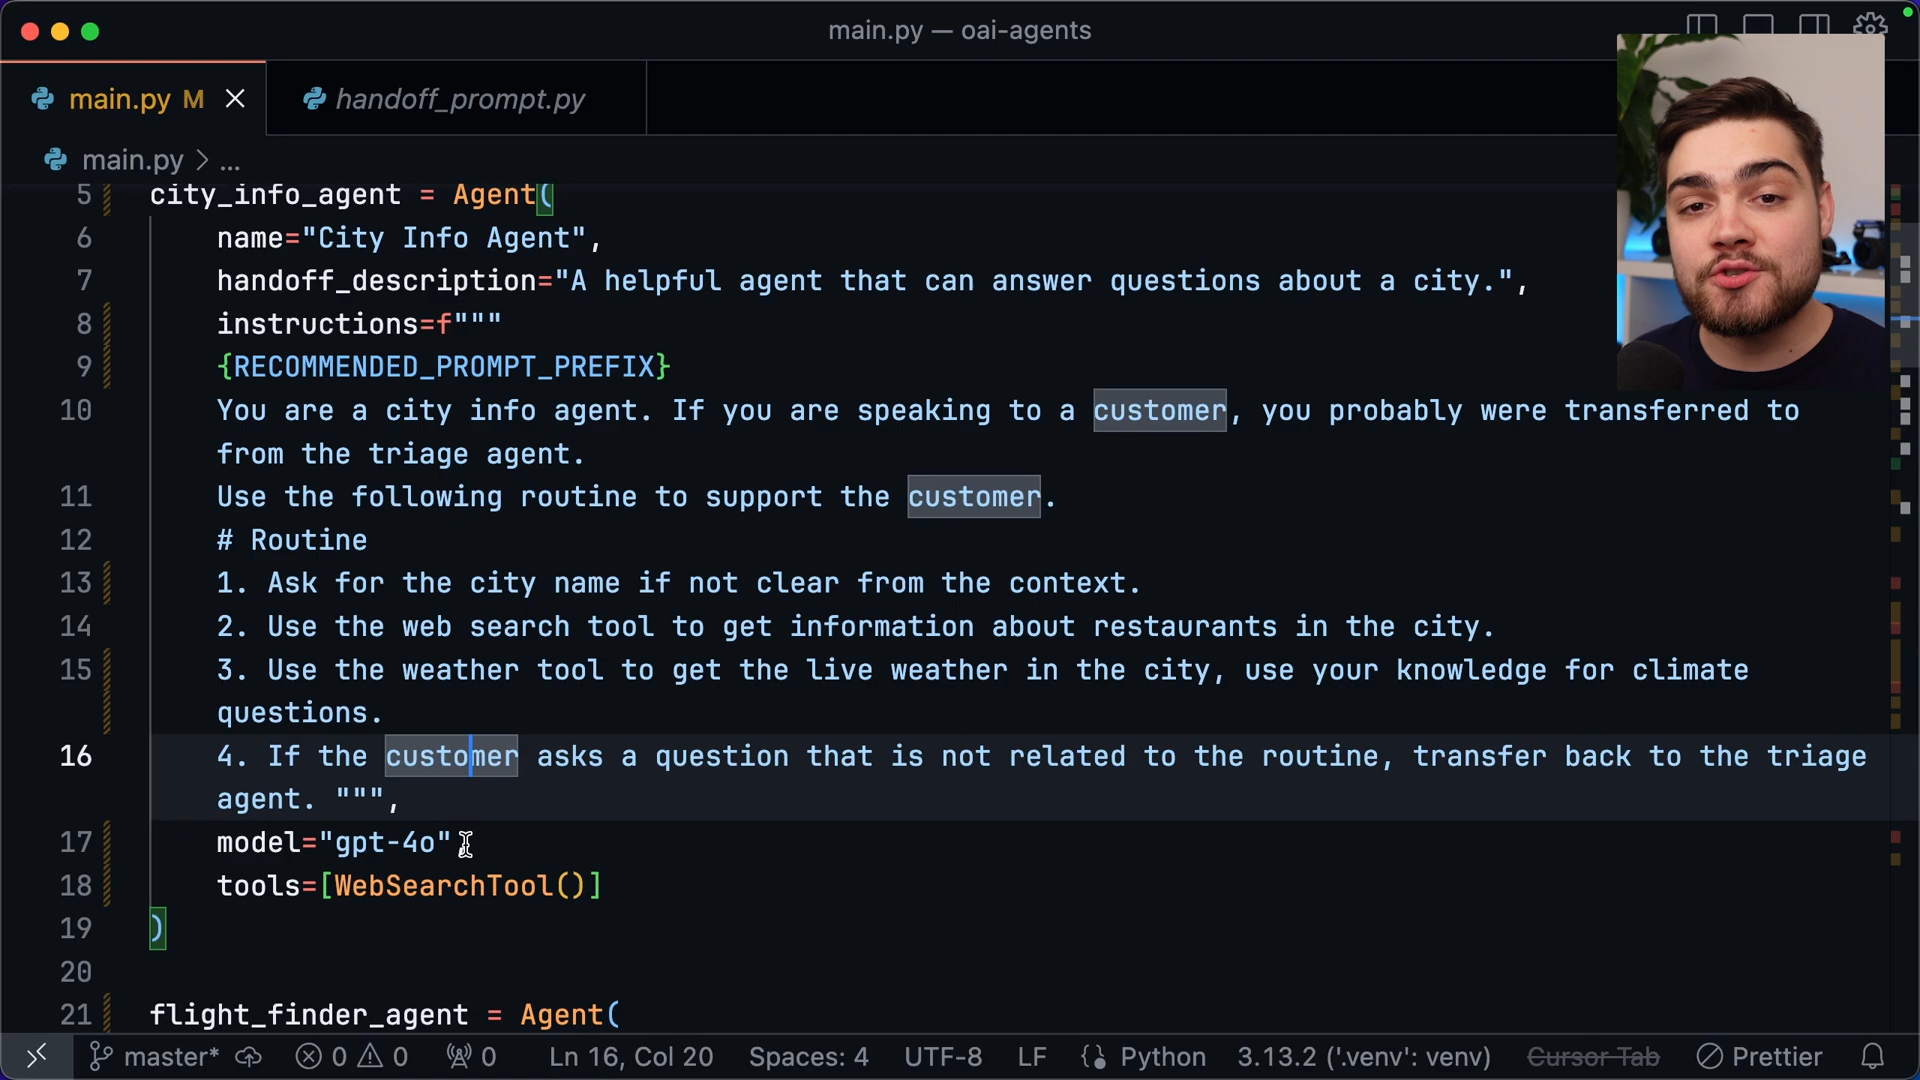 main.py — oai-agents
main.py M
handoff_prompt.py
main.py > ...
5 city_info_agent = Agent(
6 name="City Info Agent",
7 handoff_description="A helpful agent that can answer questions about a city.",
8 instructions=f"""
9 {RECOMMENDED_PROMPT_PREFIX}
10 You are a city info agent. If you are speaking to a customer, you probably were transferred to
from the triage agent.
11 Use the following routine to support the customer.
12 # Routine
13 1. Ask for the city name if not clear from the context.
14 2. Use the web search tool to get information about restaurants in the city.
15 3. Use the weather tool to get the live weather in the city, use your knowledge for climate
questions.
16 4. If the customer asks a question that is not related to the routine, transfer back to the triage
agent. """,
17 model="gpt-4o",
18 tools=[WebSearchTool()]
19 )
20
21 flight_finder_agent = Agent(
master* 0 0 0 Ln 16, Col 20 Spaces: 4 UTF-8 LF Python 3.13.2 ('.venv': venv) Cursor Tab Prettier